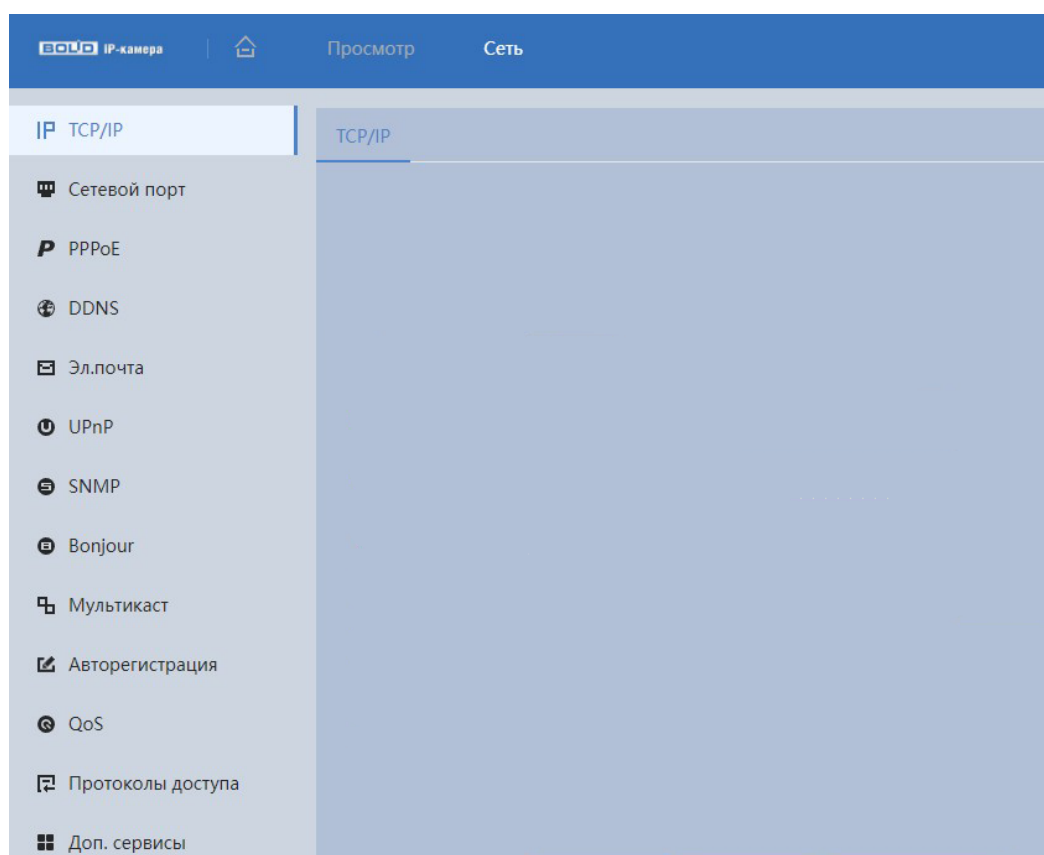 BOLID IP-камера
Просмотр
Сеть
IP TCP/IP
TCP/IP
Сетевой порт
P PPPoE
DDNS
Эл.почта
UPnP
SNMP
Bonjour
Мультикаст
Авторегистрация
QoS
Протоколы доступа
Доп. сервисы